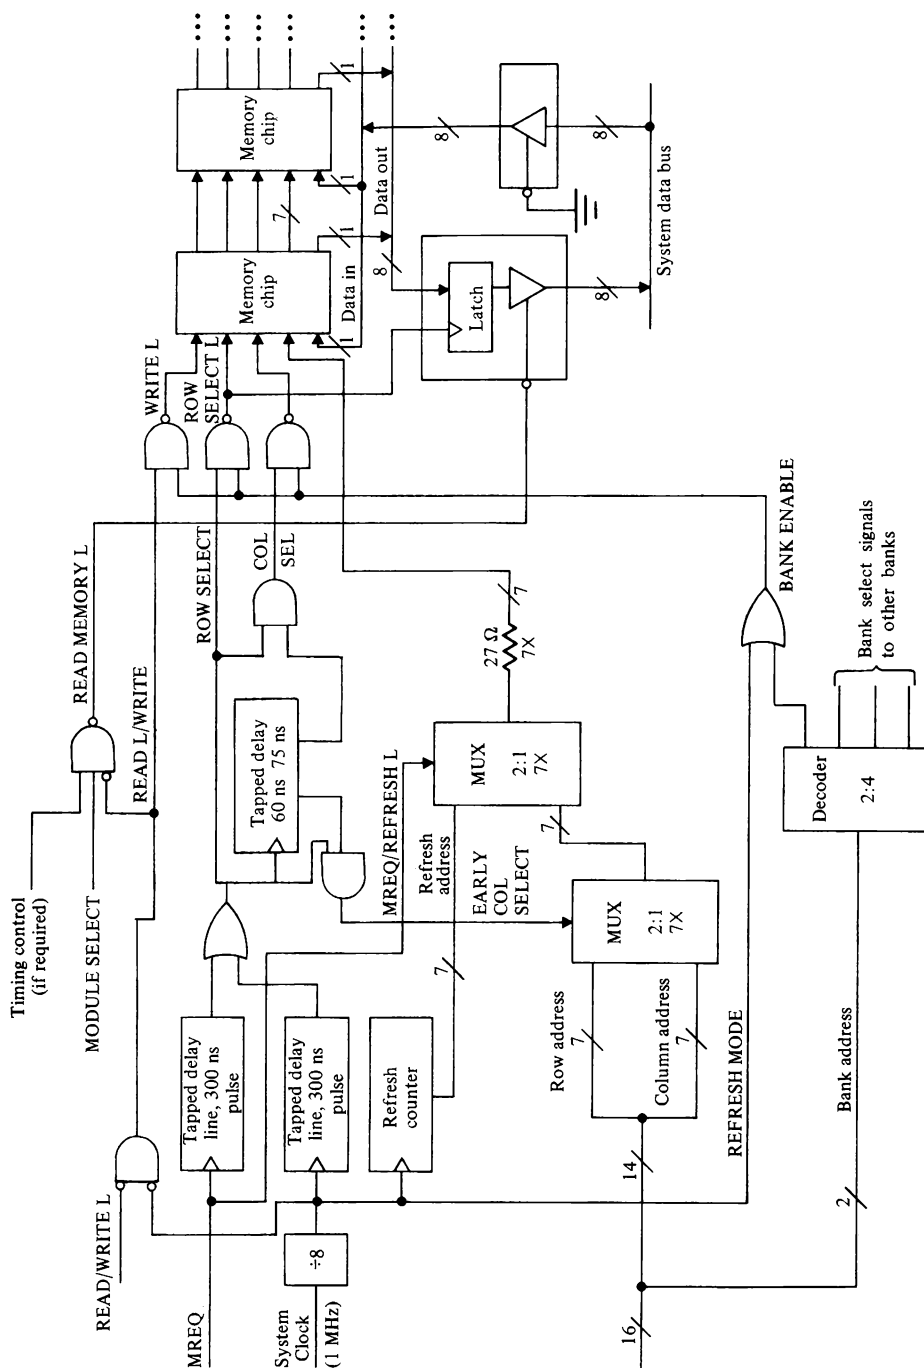 Timing control
(if required)
MODULE SELECT
READ MEMORY L
READ L/WRITE
WRITE L
ROW
SELECT L
Memory
chip
Memory
chip
7
1
1
1
1
Data in
Data out
8
8
8
8
Latch
System data bus
READ/WRITE L
MREQ
System
Clock
(1 MHz)
÷8
Tapped delay
line, 300 ns
pulse
Tapped delay
line, 300 ns
pulse
Refresh
counter
ROW SELECT
COL
SEL
Tapped delay
60 ns 75 ns
MREQ/REFRESH L
Refresh
address
7
EARLY
COL
SELECT
MUX
2:1
7X
27 Ω
7X
7
7
MUX
2:1
7X
Row address
7
Column address
7
14
16
REFRESH MODE
BANK ENABLE
Bank address
2
Decoder
2:4
Bank select signals
to other banks